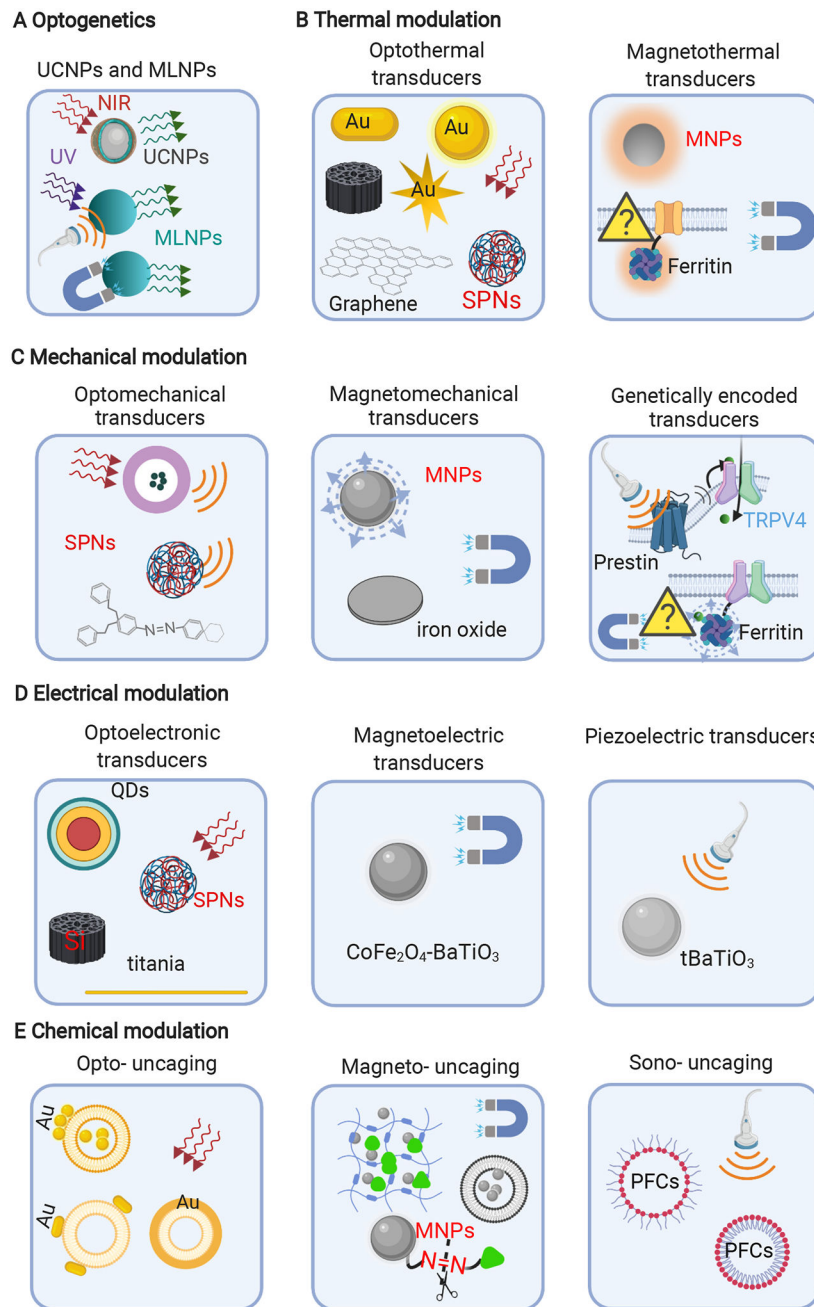 A Optogenetics
UCNPs and MLNPs
NIR
UV
UCNPs
MLNPs
B Thermal modulation
Optothermal
transducers
Au
Au
Au
Graphene
SPNs
Magnetothermal
transducers
MNPs
?
Ferritin
C Mechanical modulation
Optomechanical
transducers
SPNs
N=N
Magnetomechanical
transducers
MNPs
iron oxide
Genetically encoded
transducers
TRPV4
Prestin
?
Ferritin
D Electrical modulation
Optoelectronic
transducers
QDs
SPNs
Si
titania
Magnetoelectric
transducers
CoFe₂O₄-BaTiO₃
Piezoelectric transducers
tBaTiO₃
E Chemical modulation
Opto- uncaging
Au
Au
Au
Magneto- uncaging
MNPs
N=N
Sono- uncaging
PFCs
PFCs